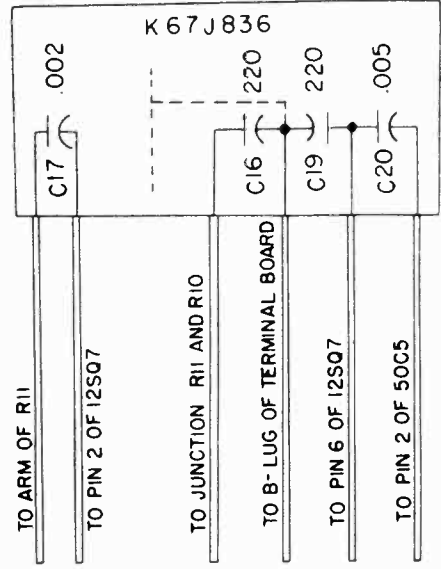 K67J836
.002
220
220
.005
C17
C16
C19
C20
TO ARM OF R11
TO PIN 2 OF 12SQ7
TO JUNCTION R11 AND R10
TO B- LUG OF TERMINAL BOARD
TO PIN 6 OF 12SQ7
TO PIN 2 OF 50C5